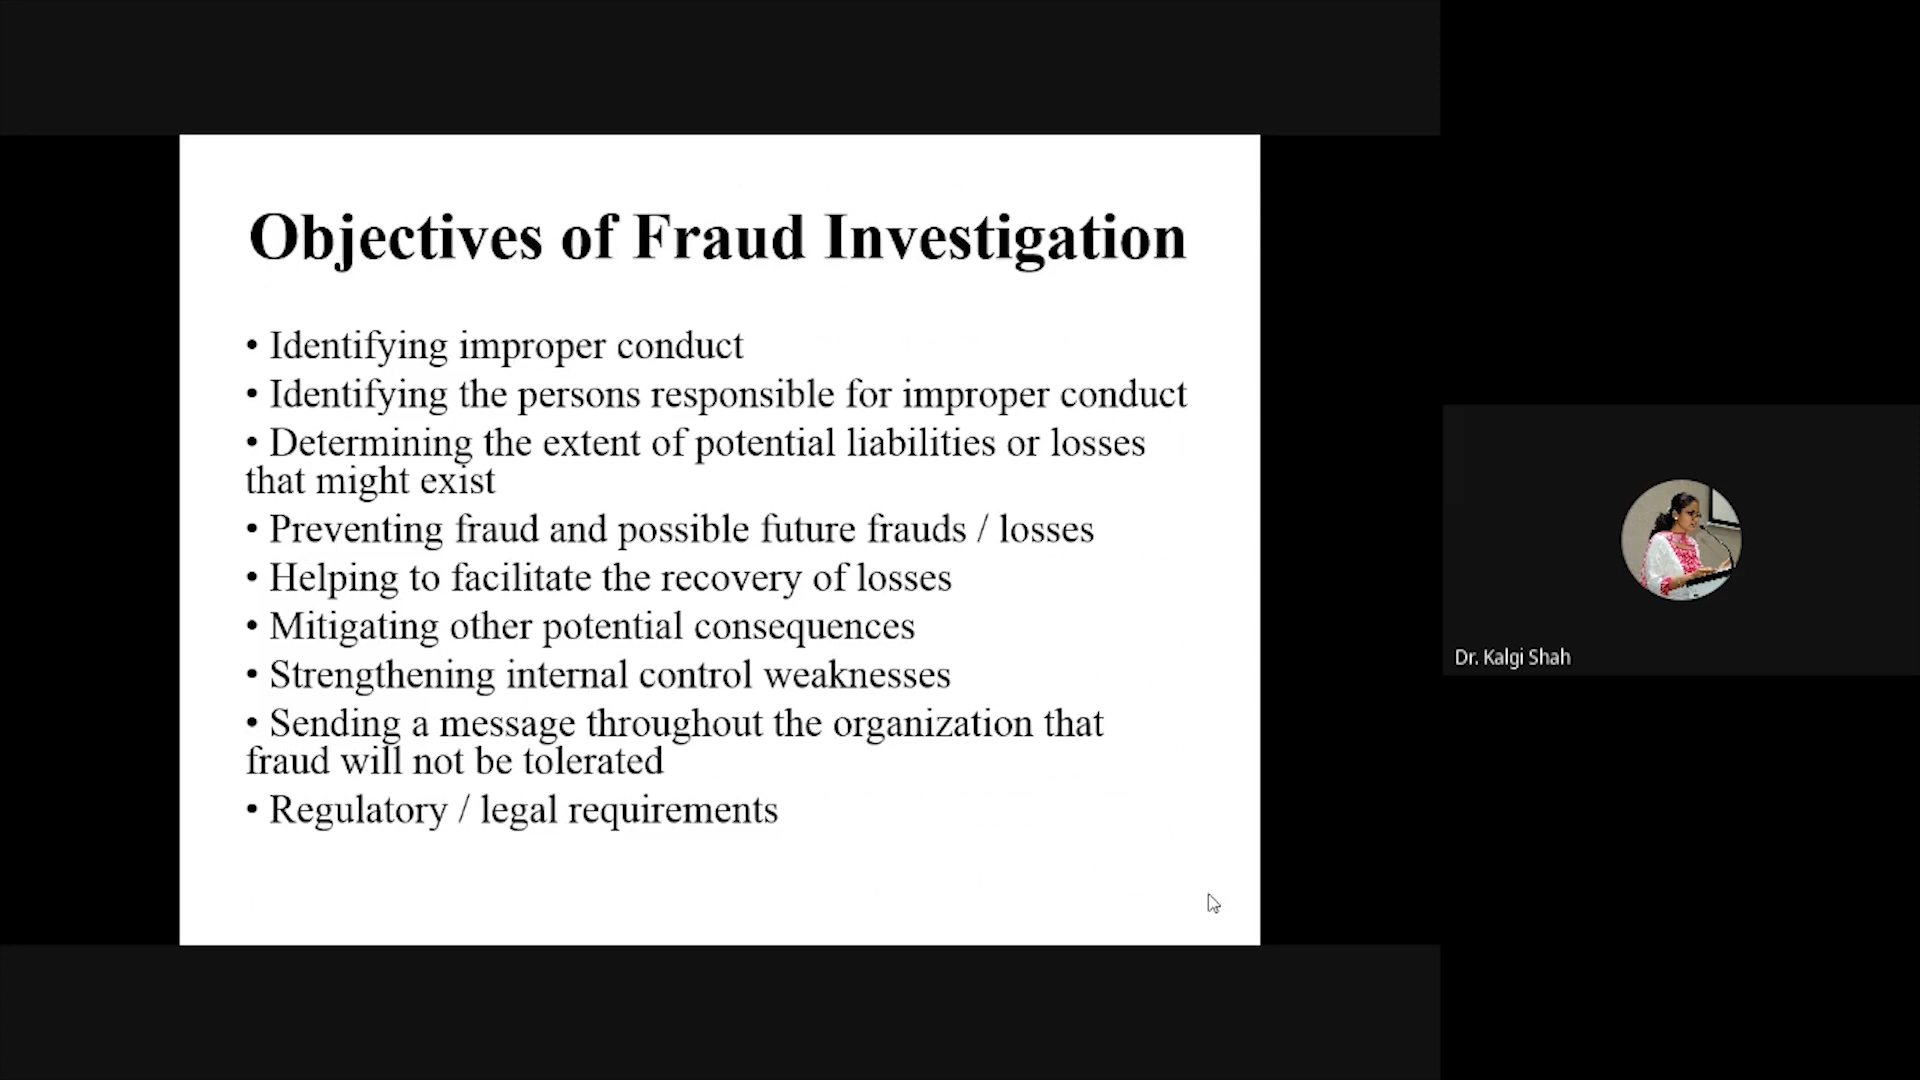 Objectives of Fraud Investigation
• Identifying improper conduct
• Identifying the persons responsible for improper conduct
• Determining the extent of potential liabilities or losses
that might exist
• Preventing fraud and possible future frauds / losses
• Helping to facilitate the recovery of losses
• Mitigating other potential consequences
• Strengthening internal control weaknesses
• Sending a message throughout the organization that
fraud will not be tolerated
• Regulatory / legal requirements
Dr. Kalgi Shah